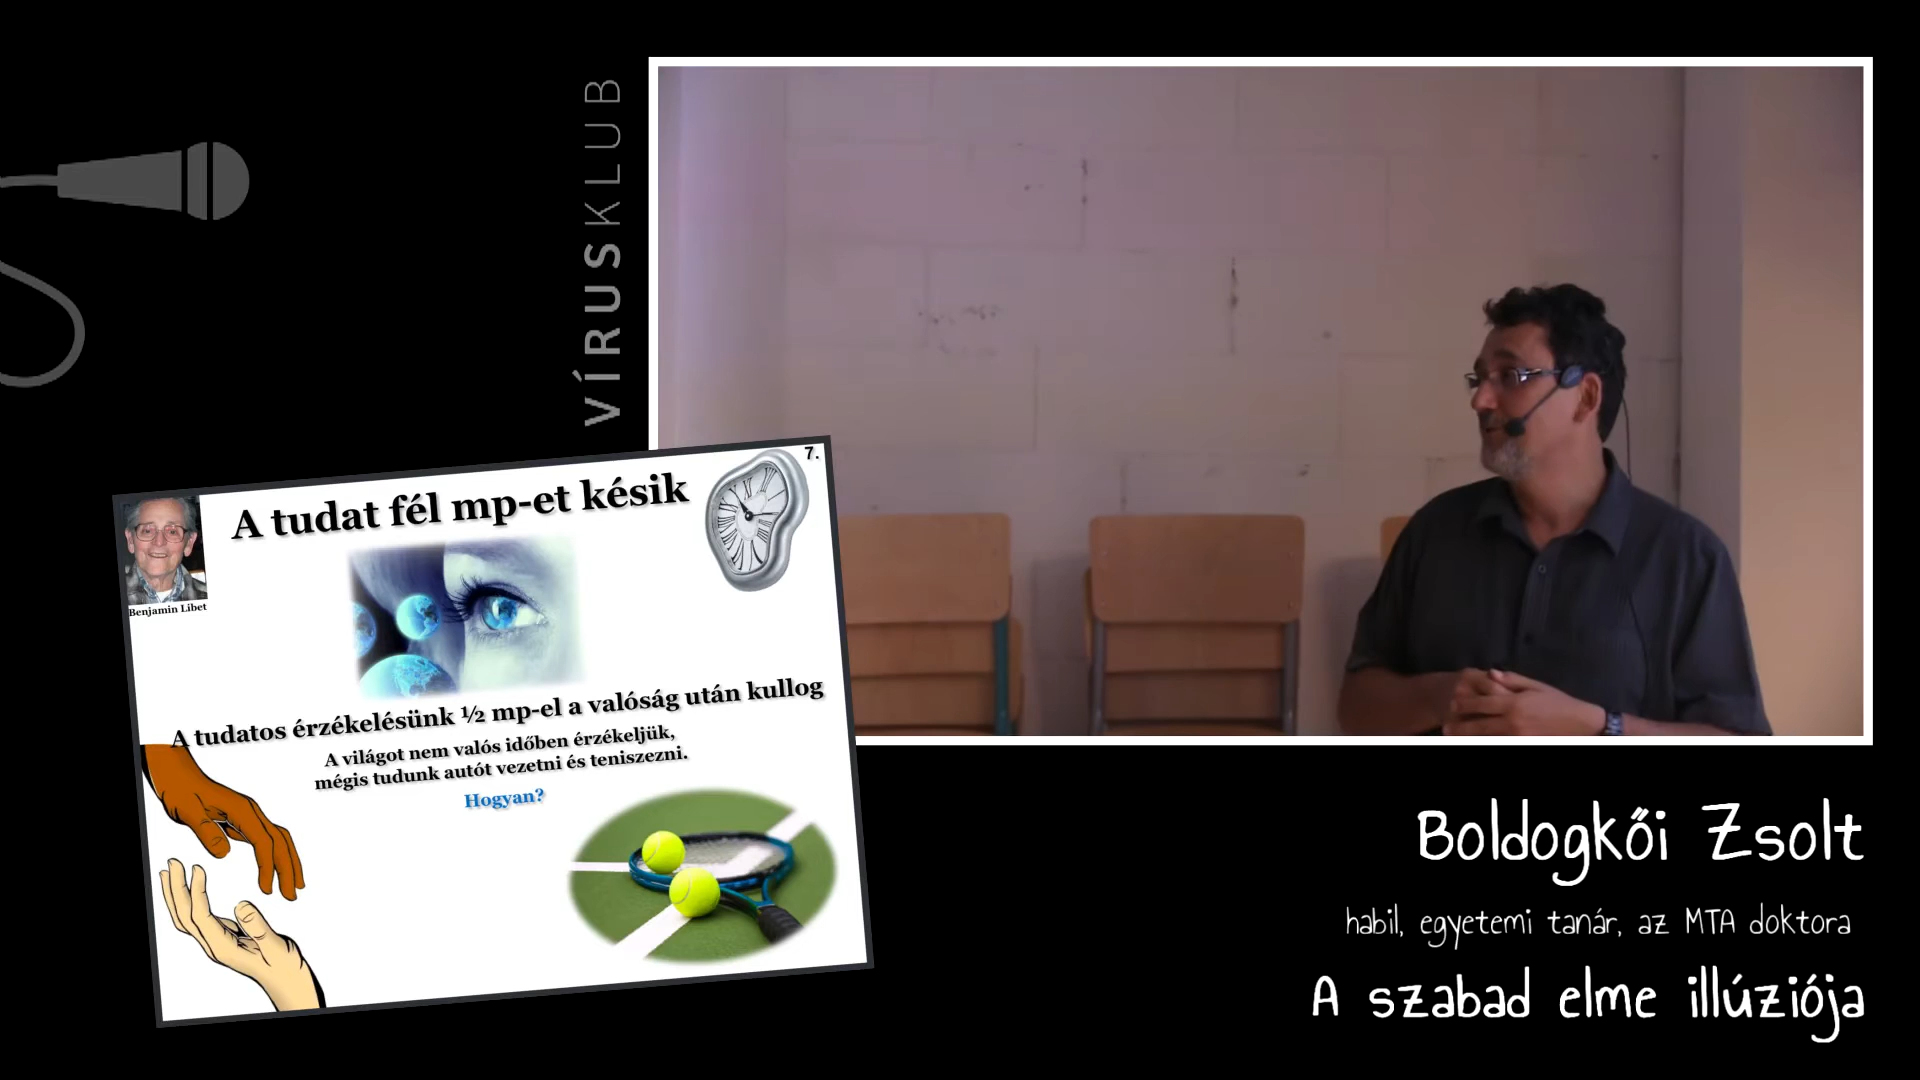 VÍRUSKLUB
7.
A tudat fél mp-et késik
Benjamin Libet
A tudatos érzékelésünk ½ mp-el a valóság után kullog
A világot nem valós időben érzékeljük,
mégis tudunk autót vezetni és teniszezni.
Hogyan?
Boldogkői Zsolt
habil, egyetemi tanár, az MTA doktora
A szabad elme illúziója